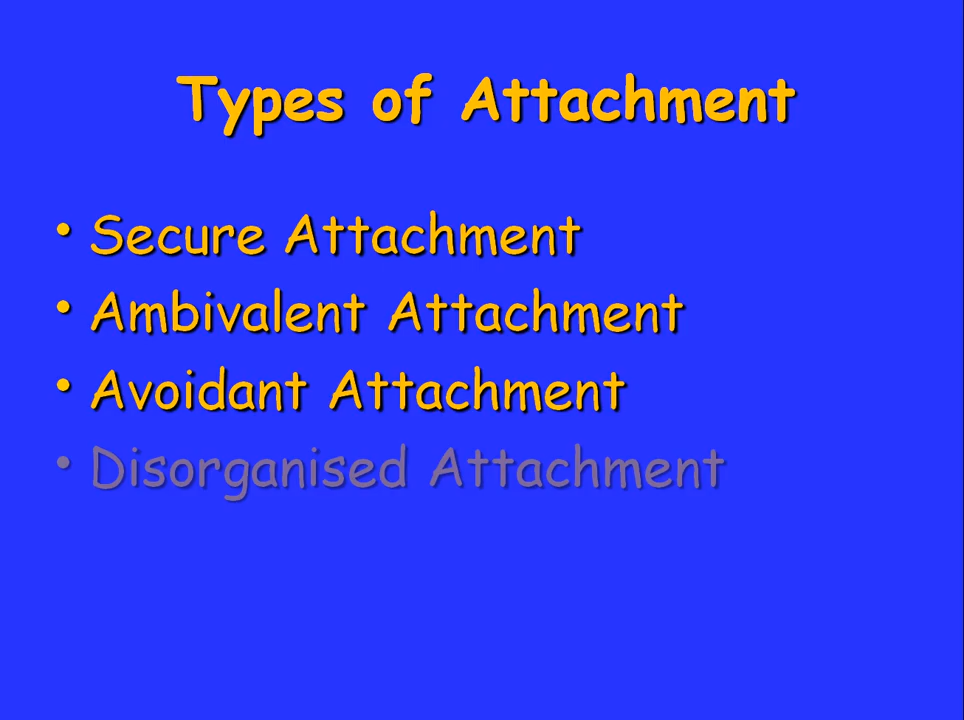 Types of Attachment
• Secure Attachment
• Ambivalent Attachment
• Avoidant Attachment
• Disorganised Attachment